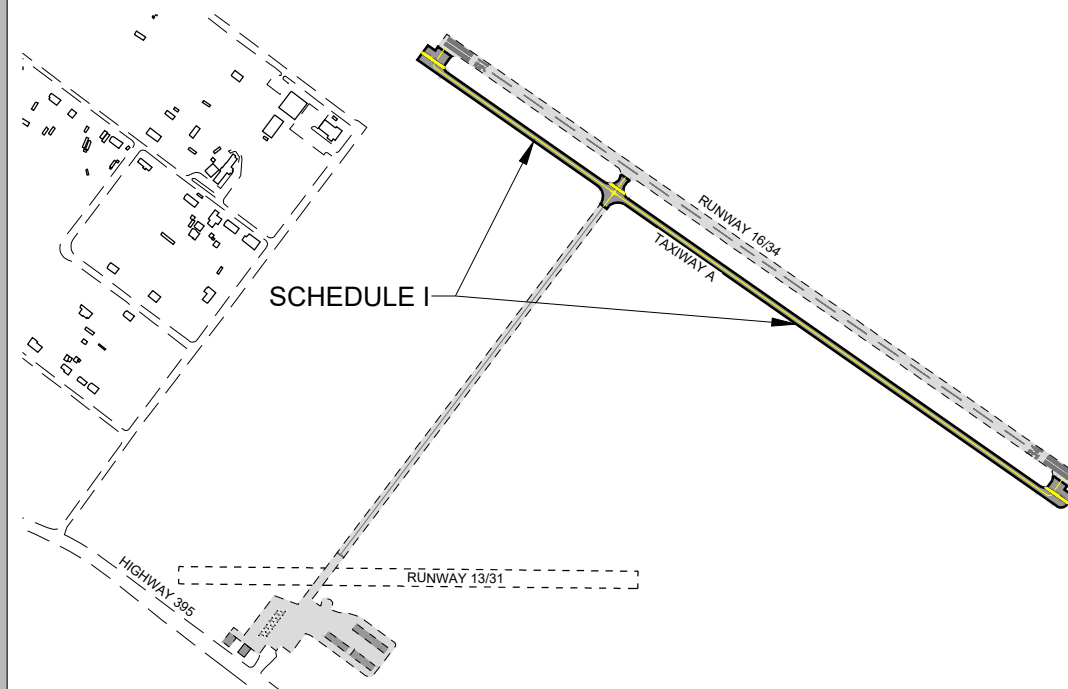 RUNWAY 16/34
TAXIWAY A
SCHEDULE I
RUNWAY 13/31
HIGHWAY 395